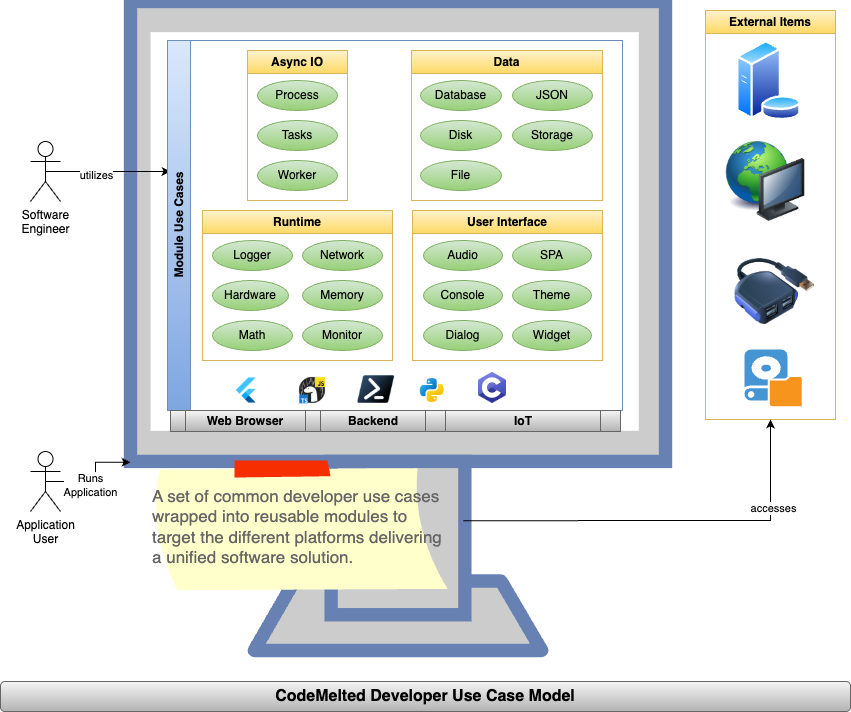 External Items
Async IO
Process
Tasks
Worker
Data
Database
JSON
Disk
Storage
File
Module Use Cases
utilizes
Software
Engineer
Runtime
Logger
Network
Hardware
Memory
Math
Monitor
User Interface
Audio
SPA
Console
Theme
Dialog
Widget
JS
TS
C
Web Browser
Backend
IoT
Runs
Application
Application
User
A set of common developer use cases
wrapped into reusable modules to
target the different platforms delivering
a unified software solution.
accesses
CodeMelted Developer Use Case Model